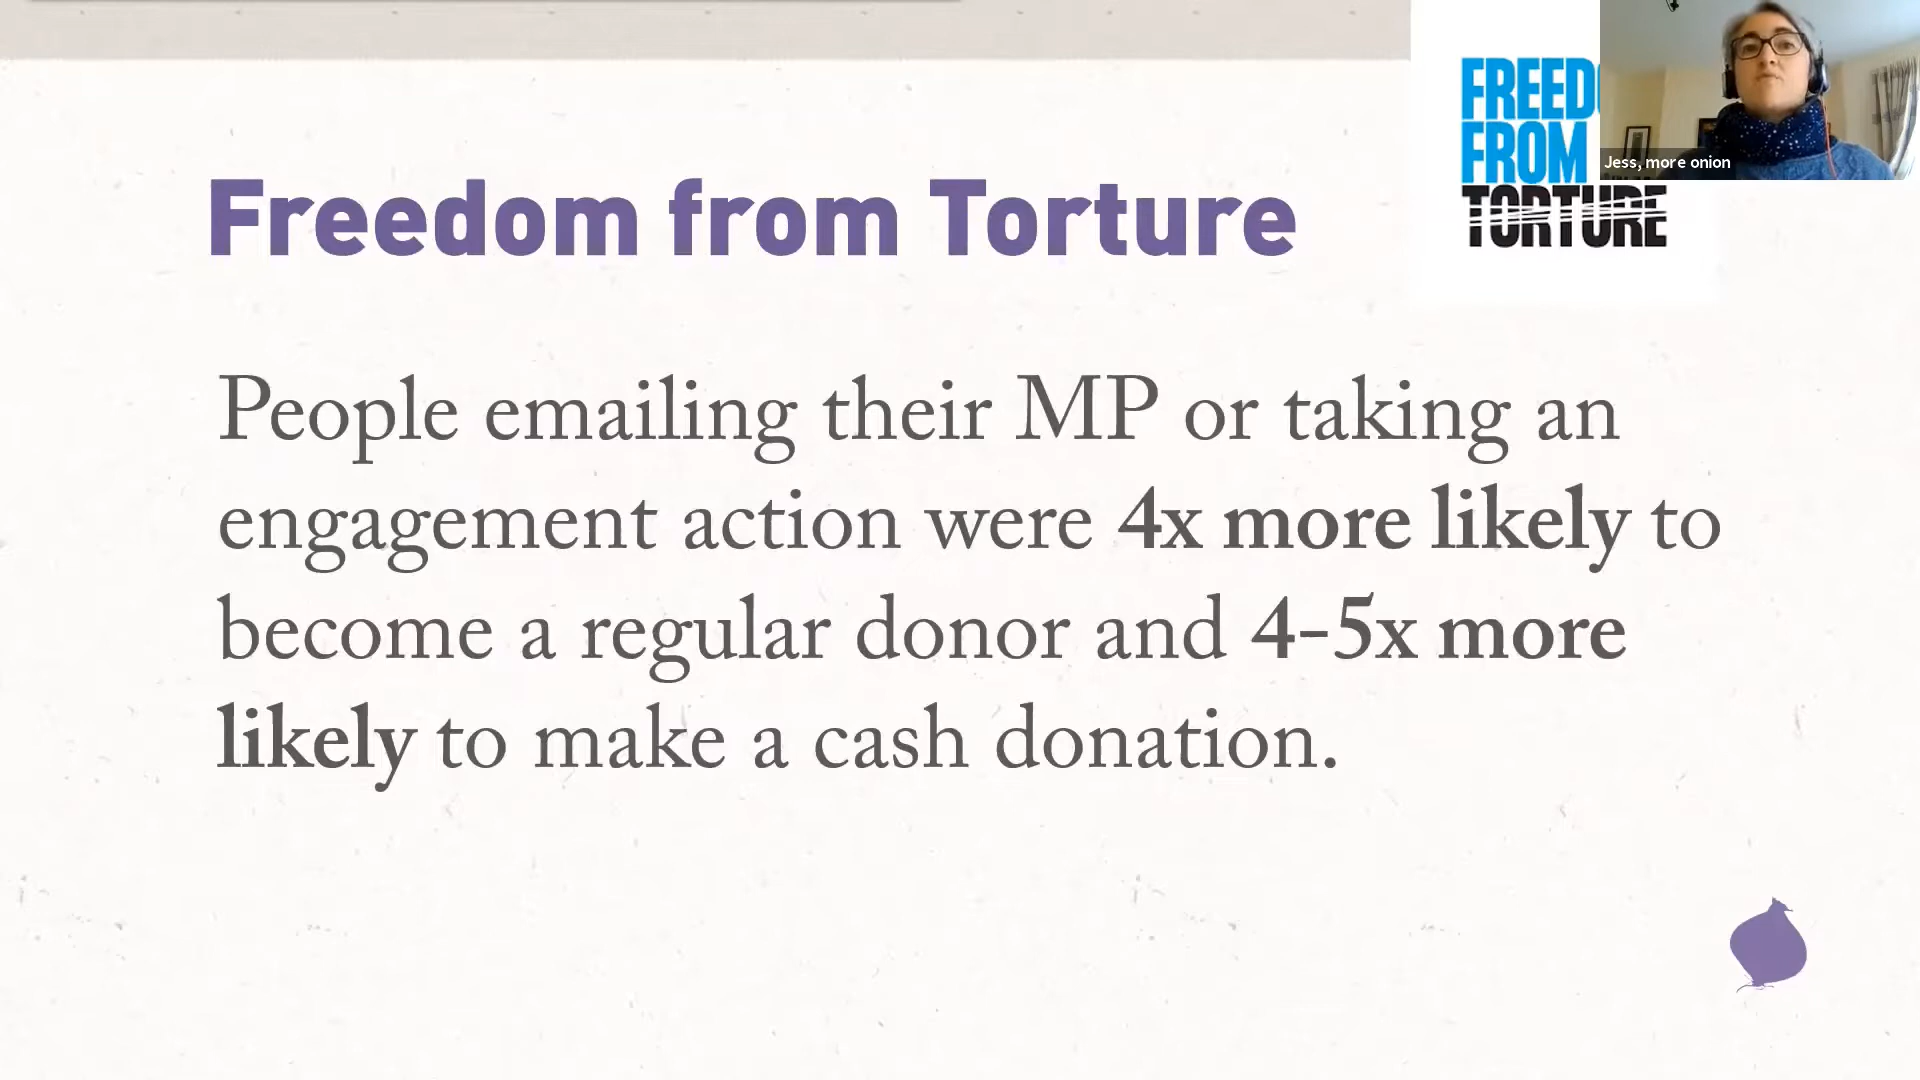 Freedom from Torture
People emailing their MP or taking an
engagement action were 4x more likely to
become a regular donor and 4-5x more
likely to make a cash donation.
FREED
FROM
TORTURE
Jess, more onion